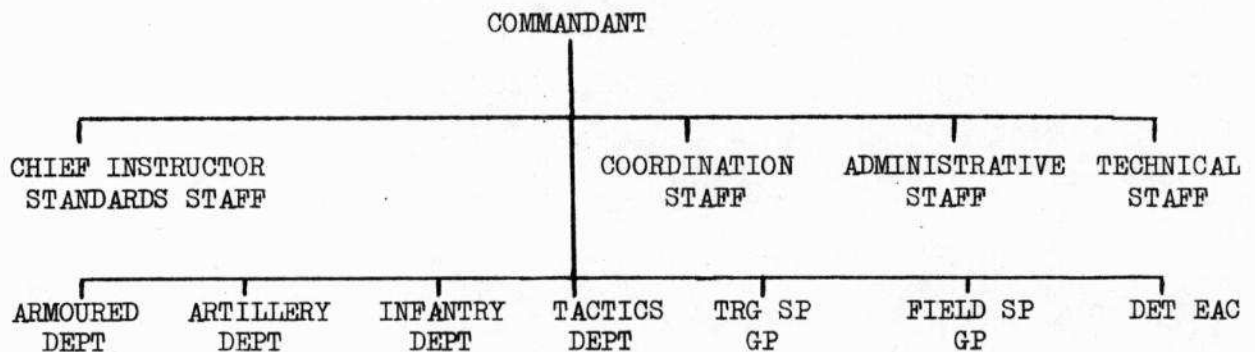 COMMANDANT
CHIEF INSTRUCTOR
STANDARDS STAFF
COORDINATION
STAFF
ADMINISTRATIVE
STAFF
TECHNICAL
STAFF
ARMOURED
DEPT
ARTILLERY
DEPT
INFANTRY
DEPT
TACTICS
DEPT
TRG SP
GP
FIELD SP
GP
DET EAC